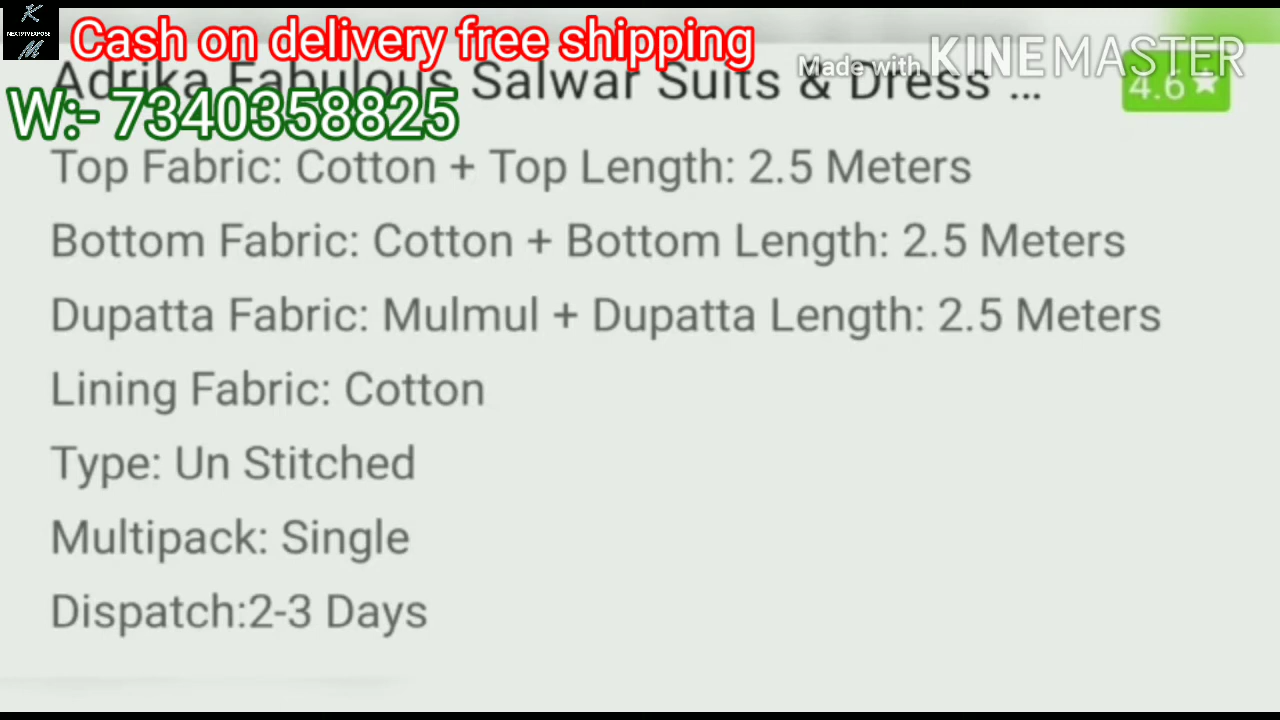 K
NEXTPIVEXPOSE
M
Cash on delivery free shipping
Made with KINEMASTER
Adrika Fabulous Salwar Suits & Dress ...
4.6★
W:- 7340358825
Top Fabric: Cotton + Top Length: 2.5 Meters
Bottom Fabric: Cotton + Bottom Length: 2.5 Meters
Dupatta Fabric: Mulmul + Dupatta Length: 2.5 Meters
Lining Fabric: Cotton
Type: Un Stitched
Multipack: Single
Dispatch:2-3 Days